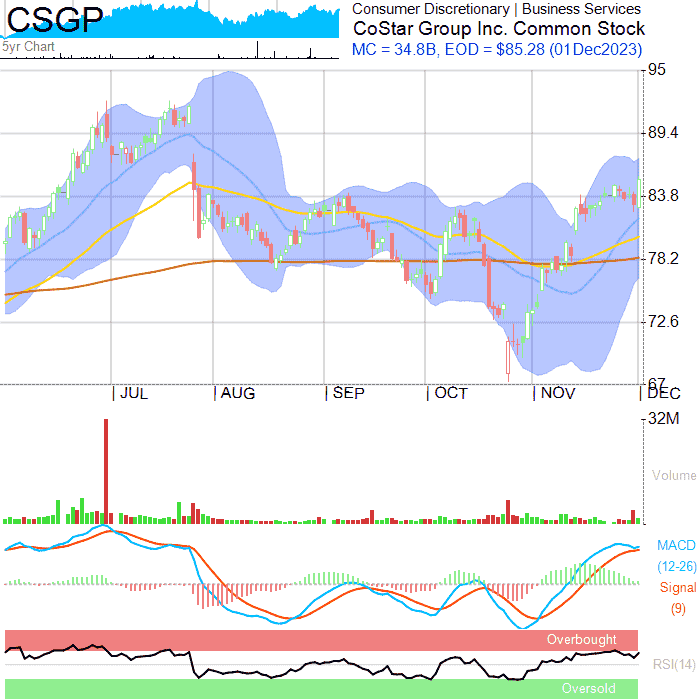 CSGP
5yr Chart
Consumer Discretionary | Business Services
CoStar Group Inc. Common Stock
MC = 34.8B, EOD = $85.28 (01Dec2023)
95
89.4
83.8
78.2
72.6
67
JUL AUG SEP OCT NOV DEC
32M
Volume
MACD
(12-26)
Signal
(9)
Overbought
RSI(14)
Oversold